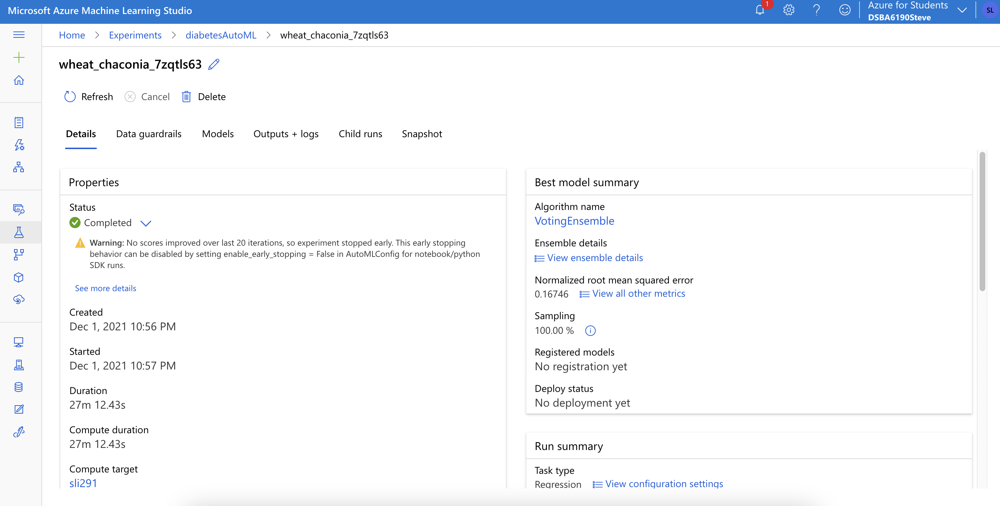 Microsoft Azure Machine Learning Studio
1
Azure for Students
DSBA6190Steve
SL
Home > Experiments > diabetesAutoML > wheat_chaconia_7zqtls63
wheat_chaconia_7zqtls63
Refresh Cancel Delete
Details Data guardrails Models Outputs + logs Child runs Snapshot
Properties
Status
Completed
Warning: No scores improved over last 20 iterations, so experiment stopped early. This early stopping
behavior can be disabled by setting enable_early_stopping = False in AutoMLConfig for notebook/python
SDK runs.
See more details
Created
Dec 1, 2021 10:56 PM
Started
Dec 1, 2021 10:57 PM
Duration
27m 12.43s
Compute duration
27m 12.43s
Compute target
sli291
Best model summary
Algorithm name
VotingEnsemble
Ensemble details
View ensemble details
Normalized root mean squared error
0.16746 View all other metrics
Sampling
100.00 %
Registered models
No registration yet
Deploy status
No deployment yet
Run summary
Task type
Regression View configuration settings